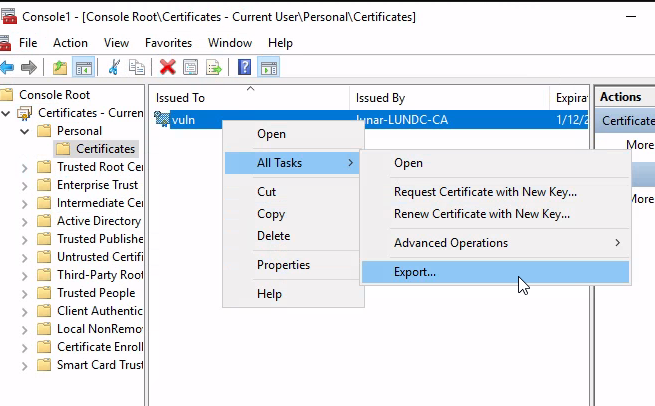 Console1 - [Console Root\Certificates - Current User\Personal\Certificates]
File Action View Favorites Window Help
Console Root
Certificates - Curren
Personal
Certificates
Trusted Root Cer
Enterprise Trust
Intermediate Cer
Active Directory
Trusted Publishe
Untrusted Certifi
Third-Party Root
Trusted People
Client Authentic
Local NonRemov
Certificate Enroll
Smart Card Trust
Issued To Issued By Expirat
vuln lunar-LUNDC-CA 1/12/2
Open
All Tasks
Cut
Copy
Delete
Properties
Help
Open
Request Certificate with New Key...
Renew Certificate with New Key...
Advanced Operations
Export...
Actions
Certificate
More
More